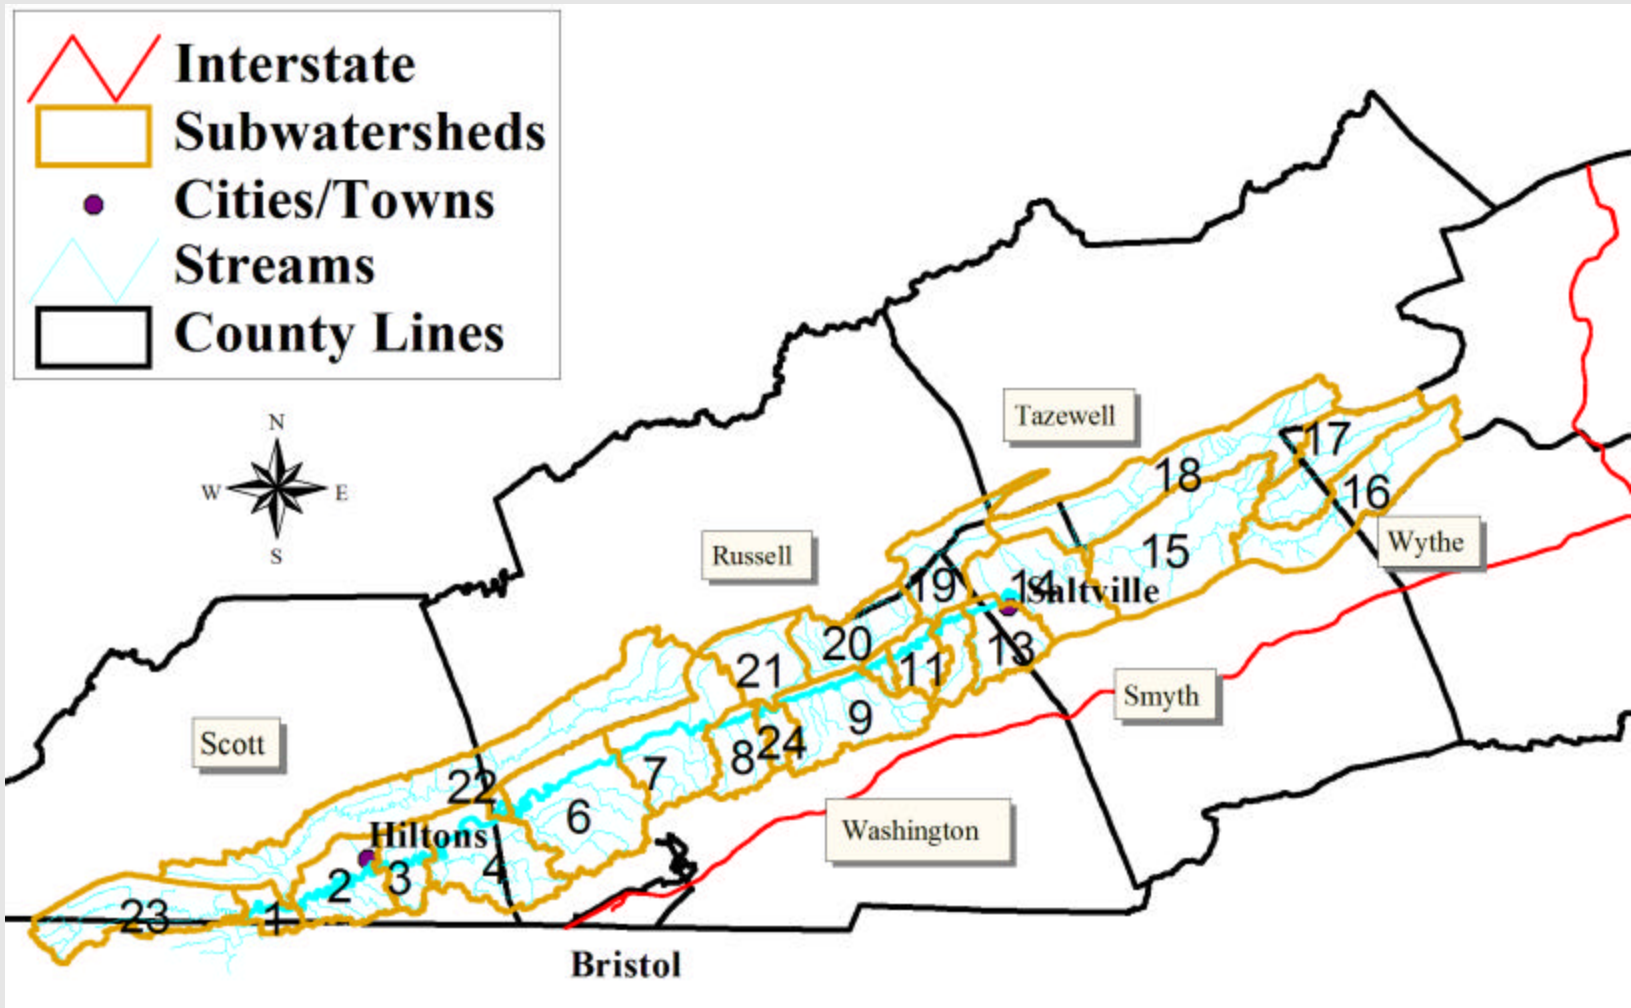 Interstate
Subwatersheds
Cities/Towns
Streams
County Lines
N
W
E
S
Tazewell
17
18
16
Wythe
Russell
15
19
14
Saltville
20
13
21
11
Smyth
9
24
8
Scott
7
22
6
Washington
Hiltons
4
3
2
23
1
Bristol